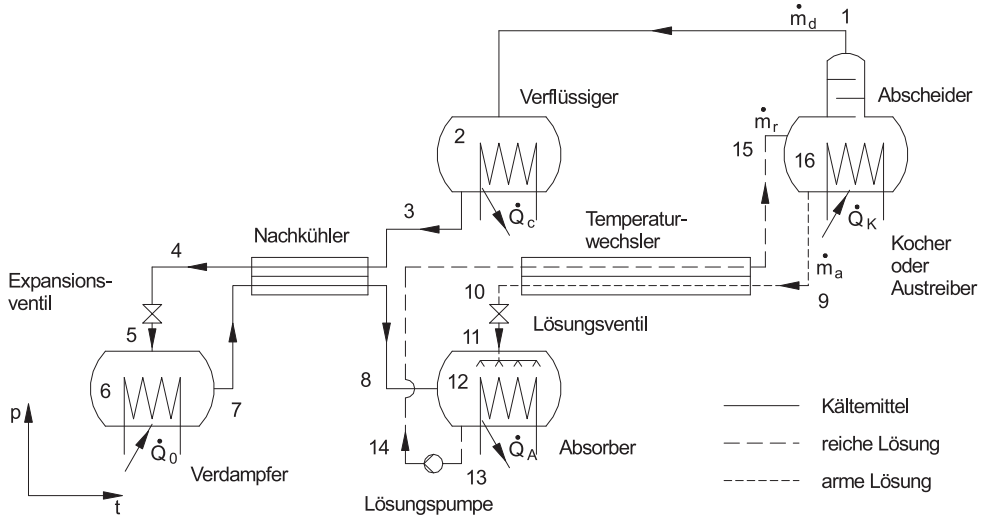 ṁd
1
Verflüssiger
Abscheider
2
ṁr
15
16
3
Q̇c
Temperatur-
wechsler
Q̇K
Nachkühler
Kocher
oder
Austreiber
4
ṁa
Expansions-
ventil
10
9
5
11
Lösungsventil
6
7
8
12
p
Q̇0
14
13
Q̇A
Absorber
Verdampfer
t
Lösungspumpe
Kältemittel
reiche Lösung
arme Lösung